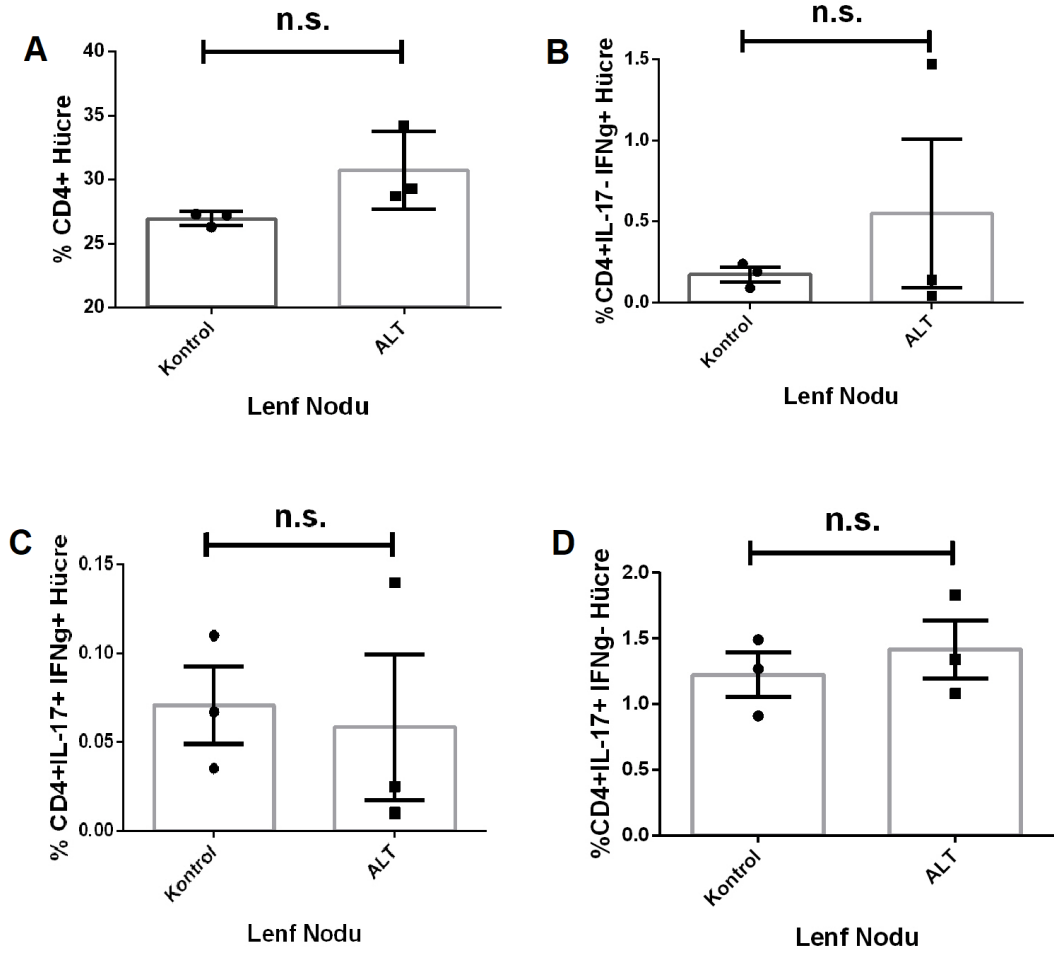 A
n.s.
% CD4+ Hücre
40
35
30
25
20
Kontrol
ALT
Lenf Nodu
B
n.s.
%CD4+IL-17- IFNg+ Hücre
1.5
1.0
0.5
0.0
Kontrol
ALT
Lenf Nodu
C
n.s.
% CD4+IL-17+ IFNg+ Hücre
0.15
0.10
0.05
0.00
Kontrol
ALT
Lenf Nodu
D
n.s.
%CD4+IL-17+ IFNg- Hücre
2.0
1.5
1.0
0.5
0.0
Kontrol
ALT
Lenf Nodu